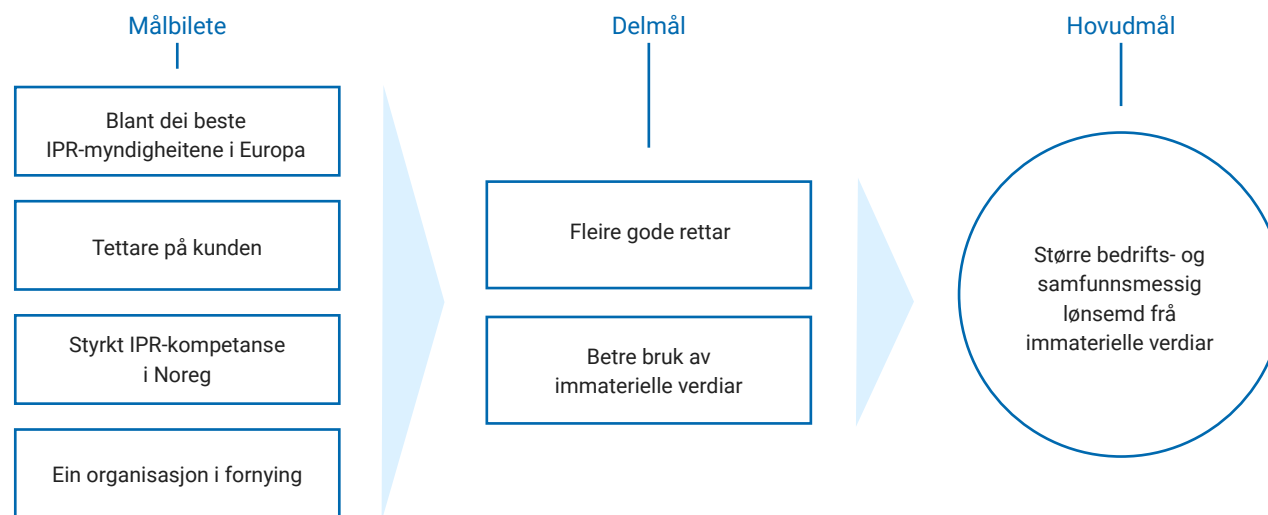 Målbilete
Blant dei beste
IPR-myndigheitene i Europa
Tettare på kunden
Styrkt IPR-kompetanse
i Noreg
Ein organisasjon i fornying
Delmål
Fleire gode rettar
Betre bruk av
immaterielle verdiar
Hovudmål
Større bedrifts- og
samfunnsmessig
lønsemd frå
immaterielle verdiar